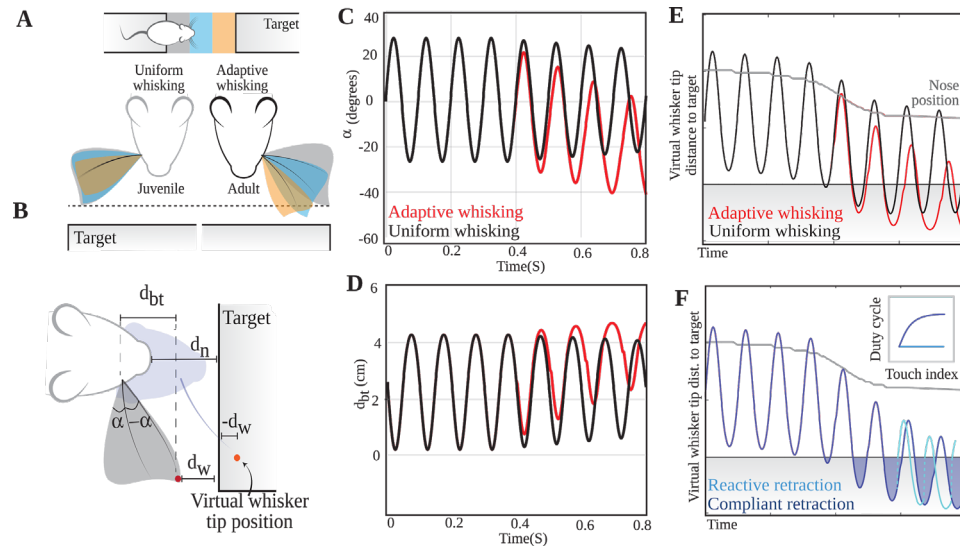 A
Target
Uniform
whisking
Adaptive
whisking
Juvenile
Adult
Target
B
d_bt
d_n
Target
α
−α
-d_w
d_w
Virtual whisker
tip position
C
40
20
0
-20
-40
-60
α (degrees)
Adaptive whisking
Uniform whisking
0
0.2
0.4
0.6
0.8
Time(S)
D
6
4
2
0
d_bt (cm)
0
0.2
0.4
0.6
0.8
Time(S)
E
Virtual whisker tip
distance to target
Nose
position
Adaptive whisking
Uniform whisking
Time
F
Virtual whisker tip dist. to target
Duty cycle
Touch index
Reactive retraction
Compliant retraction
Time